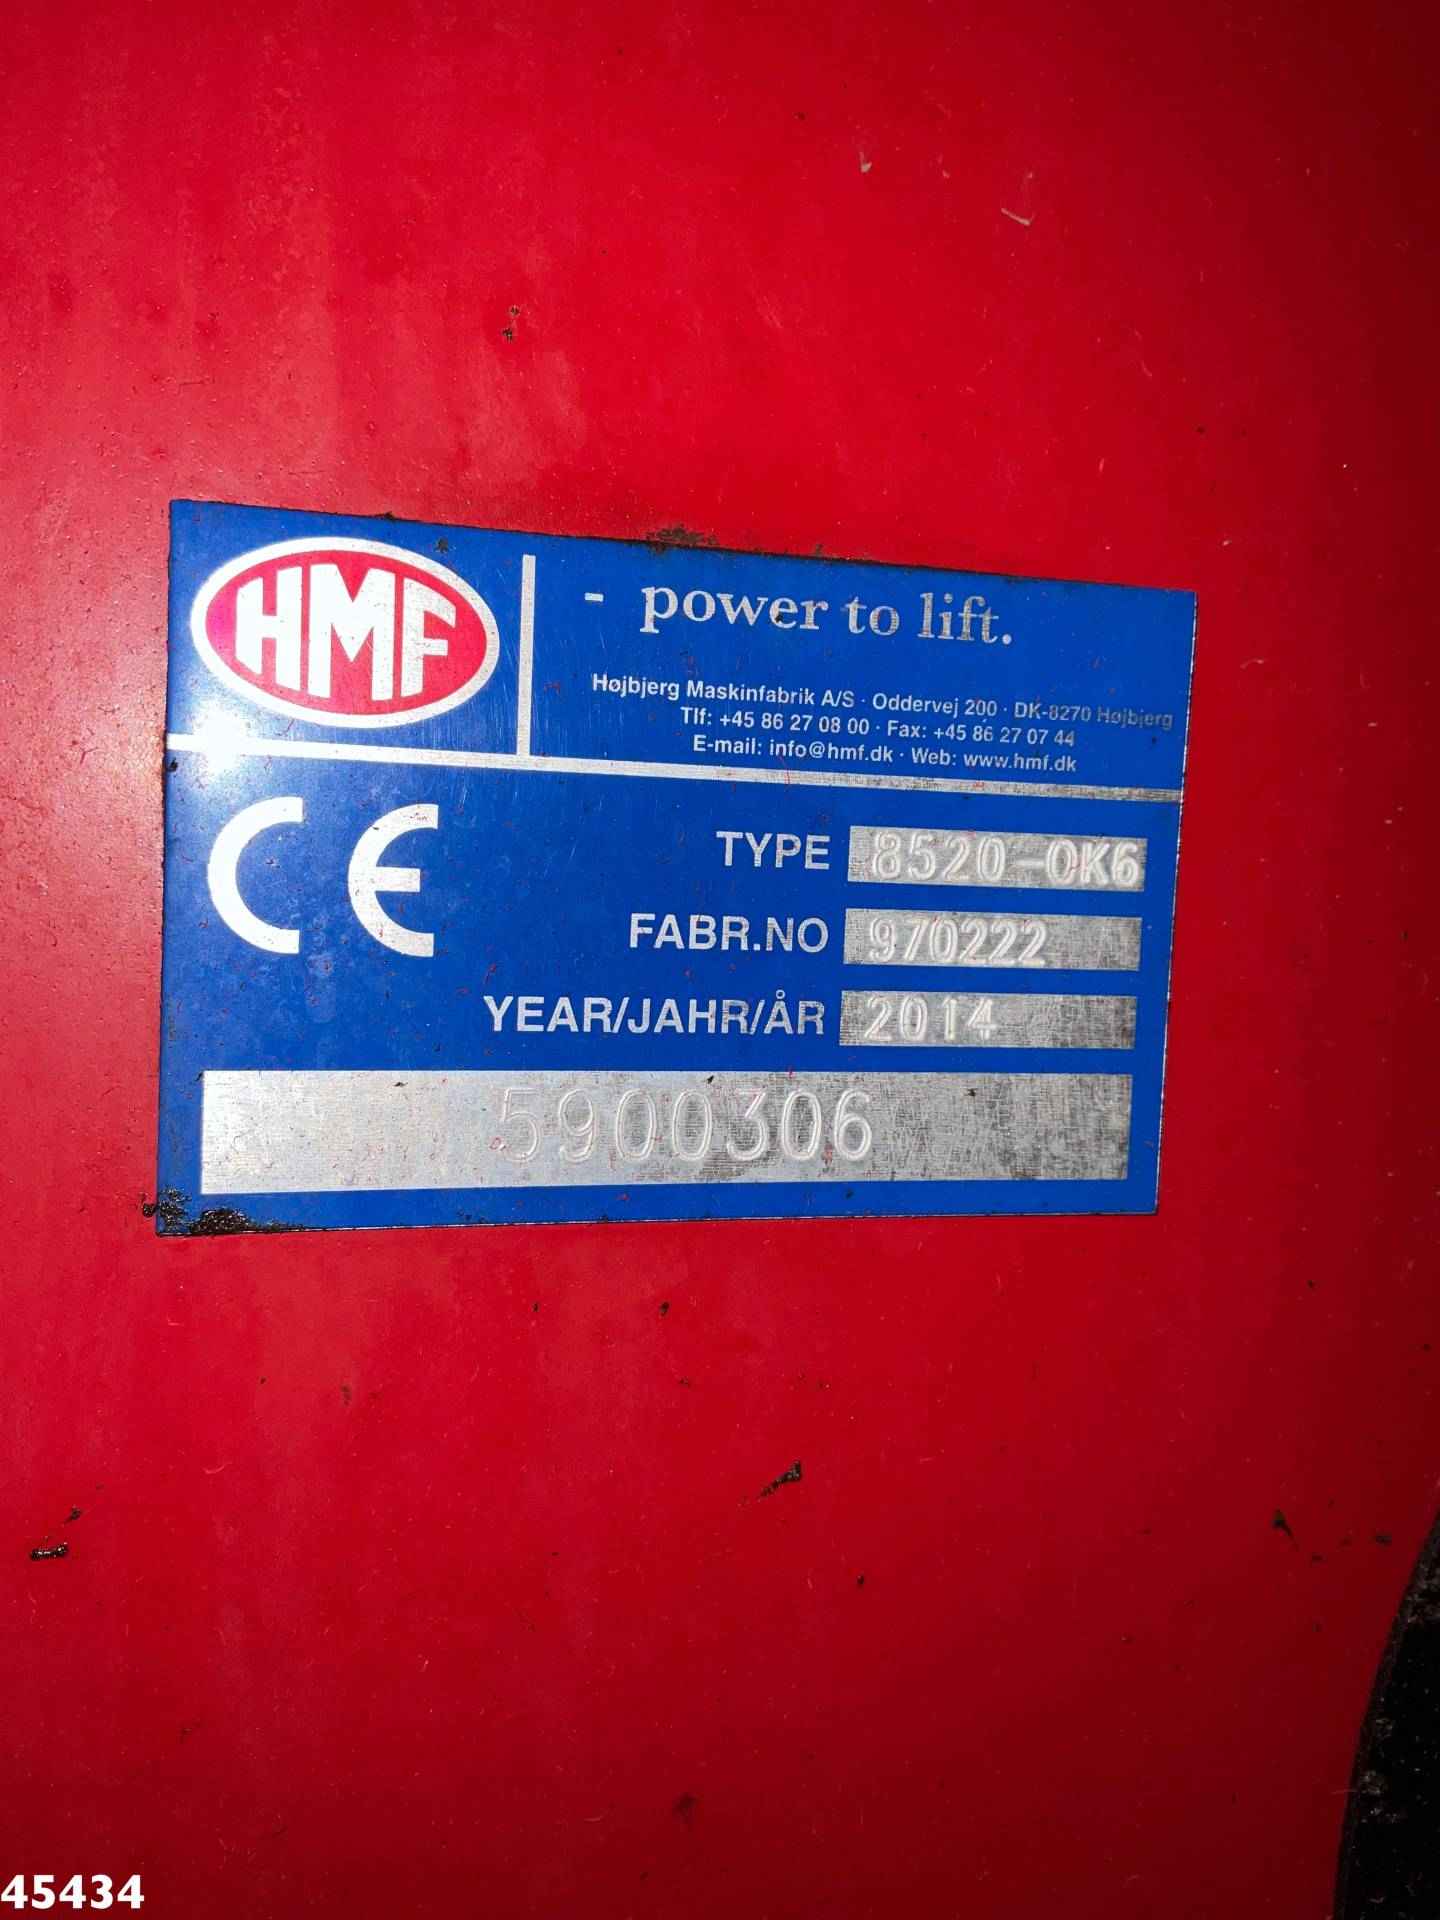 HMF
- power to lift.
Højbjerg Maskinfabrik A/S · Oddervej 200 · DK-8270 Højbjerg
Tlf: +45 86 27 08 00 · Fax: +45 86 27 07 44
E-mail: info@hmf.dk · Web: www.hmf.dk
CE
TYPE 8520-OK6
FABR.NO 970222
YEAR/JAHR/ÅR 2014
5900306
45434